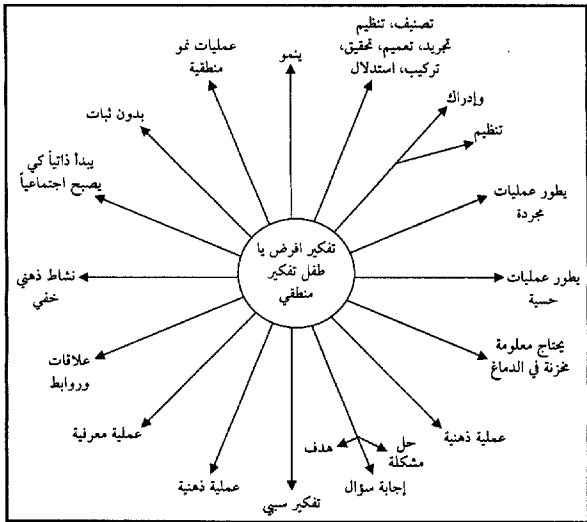 تصنيف، تنظيم
تجريد، تعميم، تحقيق،
تركيب، استدلال
وإدراك
تنظيم
يطور عمليات
مجردة
يطور عمليات
حسية
يحتاج معلومة
مخزنة في الدماغ
عملية ذهنية
حل
مشكلة
هدف
إجابة سؤال
تفكير سببي
عملية ذهنية
عملية معرفية
علاقات
وروابط
نشاط ذهني
خفي
يبدأ ذاتياً كي
يصبح اجتماعياً
بدون ثبات
عمليات نمو
منطقية
ينمو
تفكير افرض يا
طفل تفكير
منطقي